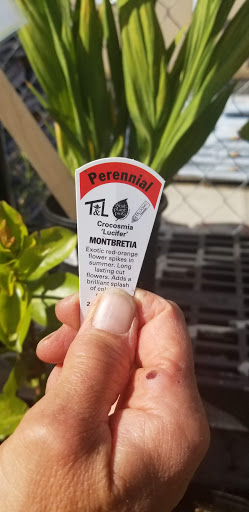 Perennial
T&L
Crocosmia
'Lucifer'
MONTBRETIA
Exotic red-orange
flower spikes in
summer. Long
lasting cut
flowers. Adds a
brilliant splash
of
2